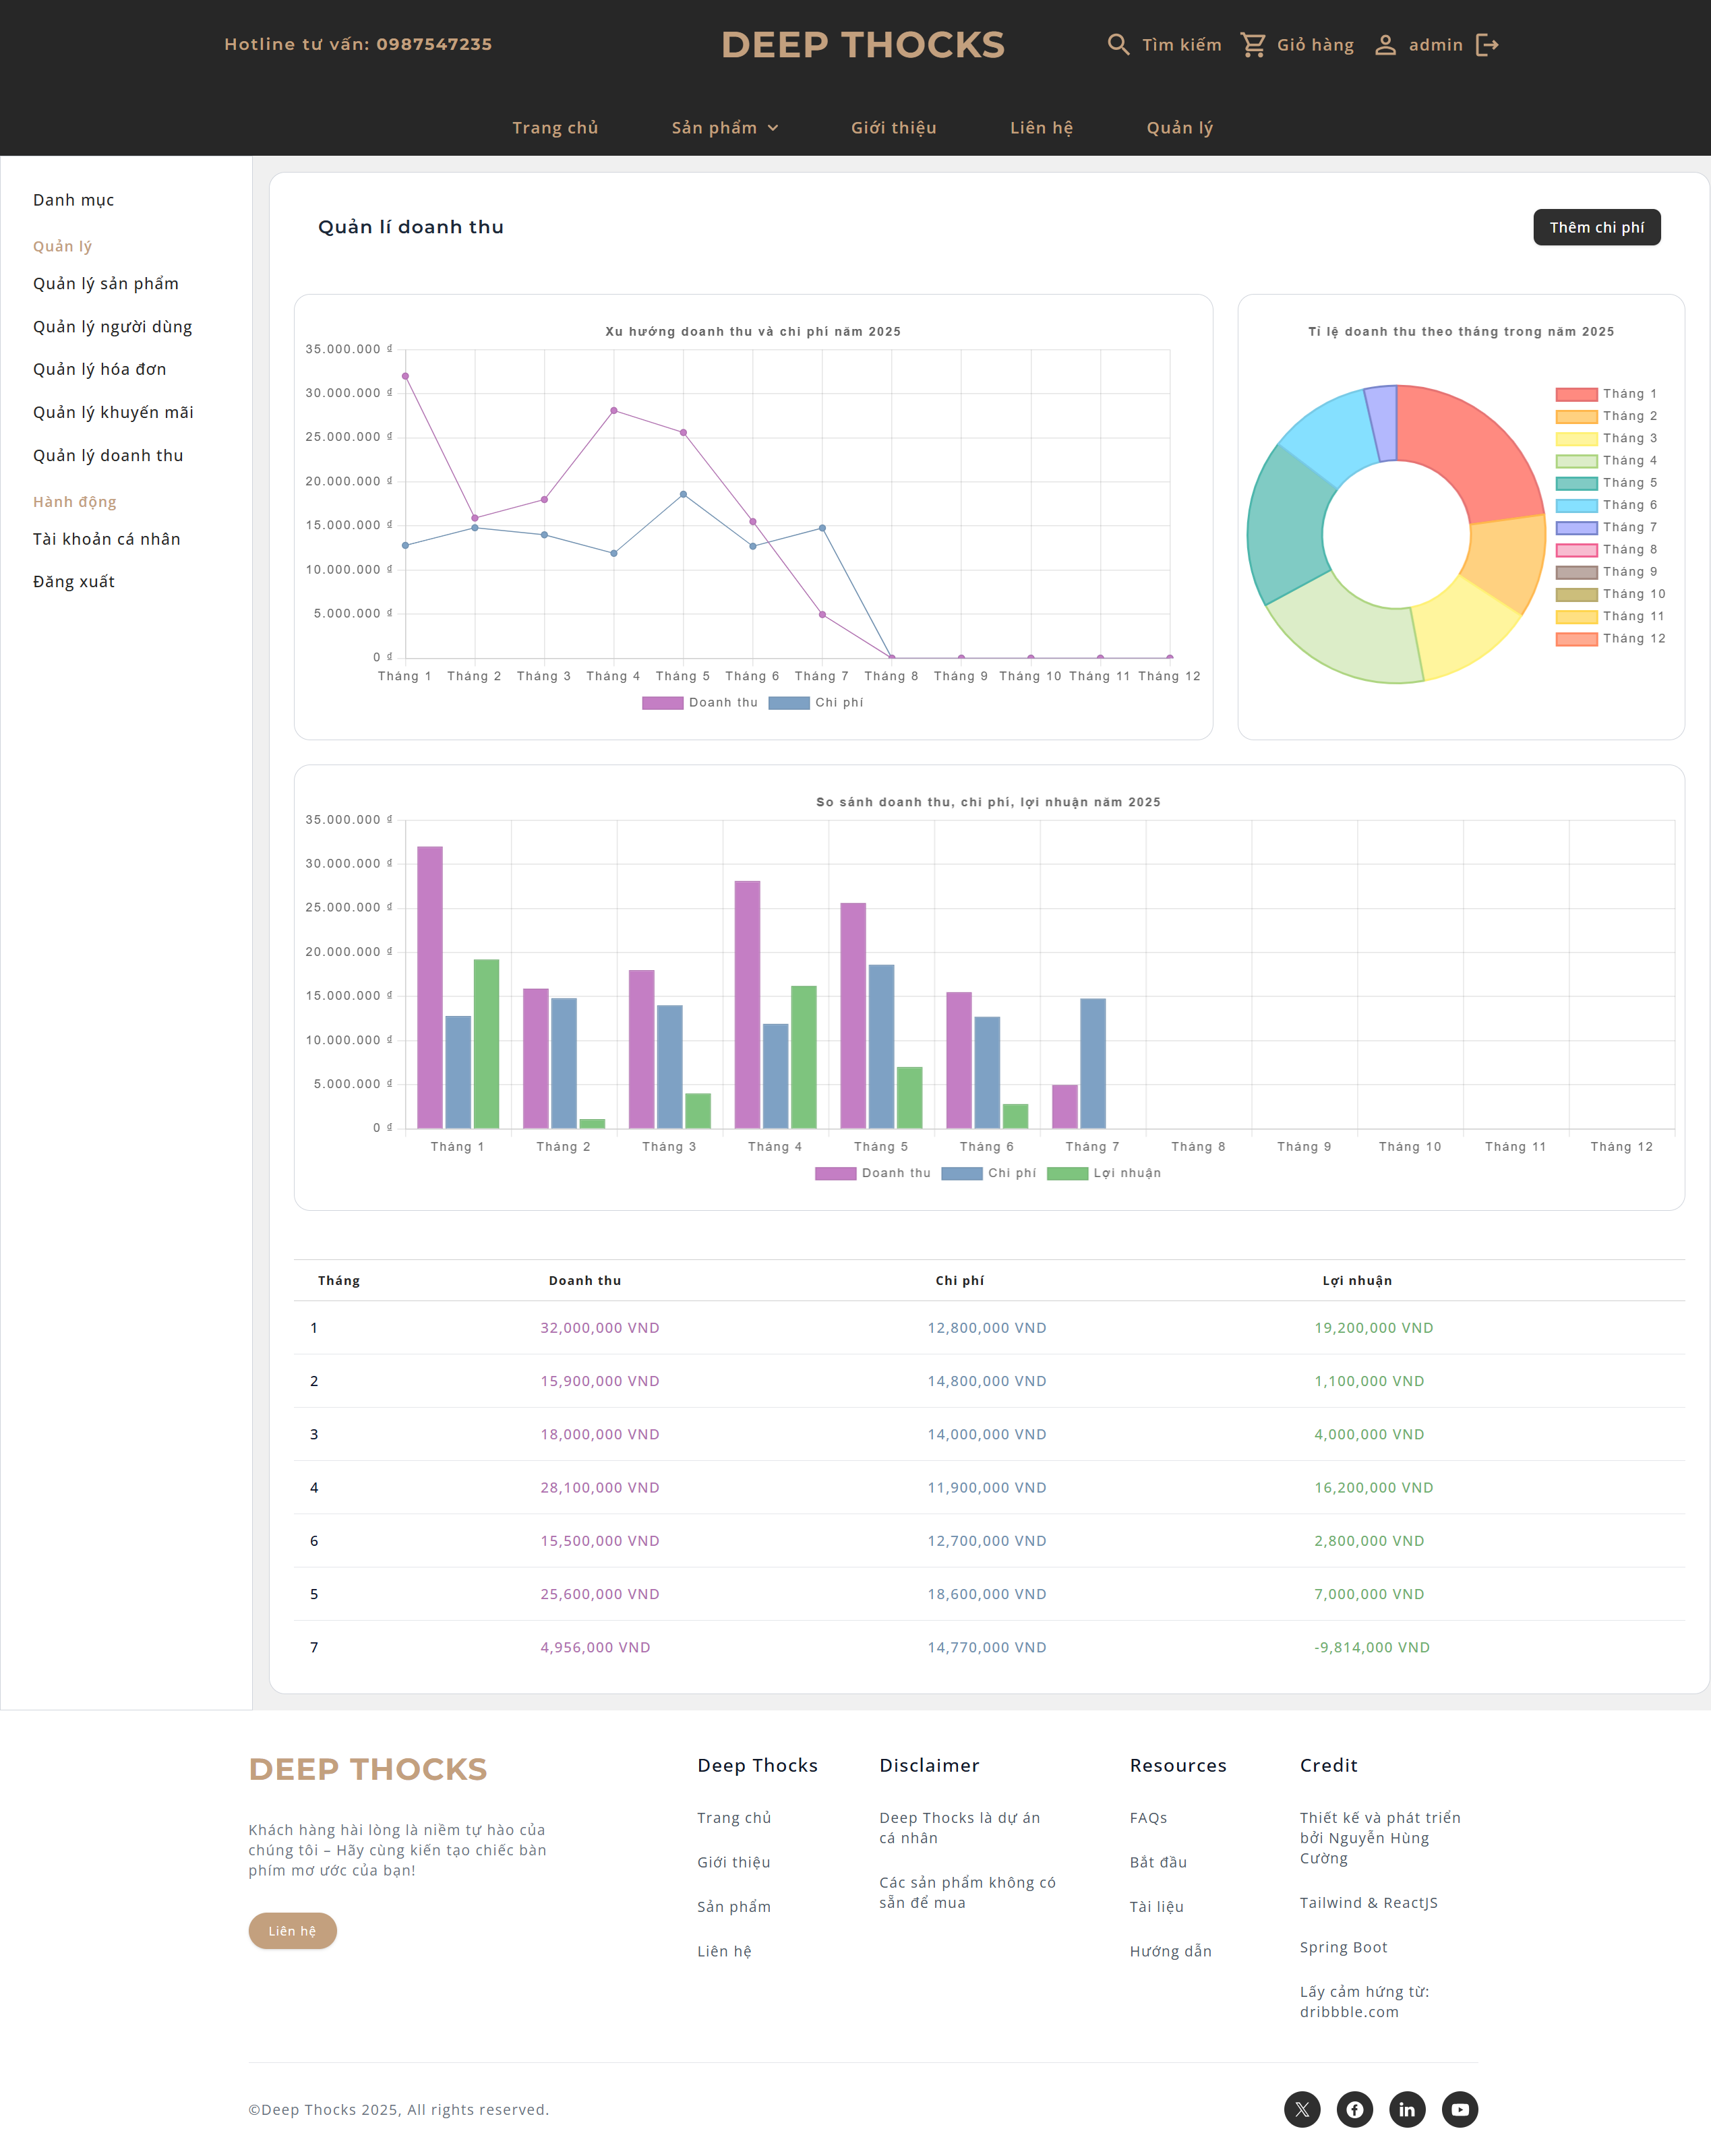 Hotline tư vấn: 0987547235
DEEP THOCKS
Tìm kiếm
Giỏ hàng
admin
Trang chủ
Sản phẩm
Giới thiệu
Liên hệ
Quản lý
Danh mục
Quản lý
Quản lý sản phẩm
Quản lý người dùng
Quản lý hóa đơn
Quản lý khuyến mãi
Quản lý doanh thu
Hành động
Tài khoản cá nhân
Đăng xuất
Quản lí doanh thu
Thêm chi phí
Xu hướng doanh thu và chi phí năm 2025
35.000.000 ₫
30.000.000 ₫
25.000.000 ₫
20.000.000 ₫
15.000.000 ₫
10.000.000 ₫
5.000.000 ₫
0 ₫
Tháng 1 Tháng 2 Tháng 3 Tháng 4 Tháng 5 Tháng 6 Tháng 7 Tháng 8 Tháng 9 Tháng 10 Tháng 11 Tháng 12
Doanh thu Chi phí
Tỉ lệ doanh thu theo tháng trong năm 2025
Tháng 1
Tháng 2
Tháng 3
Tháng 4
Tháng 5
Tháng 6
Tháng 7
Tháng 8
Tháng 9
Tháng 10
Tháng 11
Tháng 12
So sánh doanh thu, chi phí, lợi nhuận năm 2025
35.000.000 ₫
30.000.000 ₫
25.000.000 ₫
20.000.000 ₫
15.000.000 ₫
10.000.000 ₫
5.000.000 ₫
0 ₫
Tháng 1 Tháng 2 Tháng 3 Tháng 4 Tháng 5 Tháng 6 Tháng 7 Tháng 8 Tháng 9 Tháng 10 Tháng 11 Tháng 12
Doanh thu Chi phí Lợi nhuận
Tháng Doanh thu Chi phí Lợi nhuận
1 32,000,000 VND 12,800,000 VND 19,200,000 VND
2 15,900,000 VND 14,800,000 VND 1,100,000 VND
3 18,000,000 VND 14,000,000 VND 4,000,000 VND
4 28,100,000 VND 11,900,000 VND 16,200,000 VND
6 15,500,000 VND 12,700,000 VND 2,800,000 VND
5 25,600,000 VND 18,600,000 VND 7,000,000 VND
7 4,956,000 VND 14,770,000 VND -9,814,000 VND
DEEP THOCKS
Khách hàng hài lòng là niềm tự hào của
chúng tôi – Hãy cùng kiến tạo chiếc bàn
phím mơ ước của bạn!
Liên hệ
Deep Thocks
Trang chủ
Giới thiệu
Sản phẩm
Liên hệ
Disclaimer
Deep Thocks là dự án
cá nhân
Các sản phẩm không có
sẵn để mua
Resources
FAQs
Bắt đầu
Tài liệu
Hướng dẫn
Credit
Thiết kế và phát triển
bởi Nguyễn Hùng
Cường
Tailwind & ReactJS
Spring Boot
Lấy cảm hứng từ:
dribbble.com
©Deep Thocks 2025, All rights reserved.